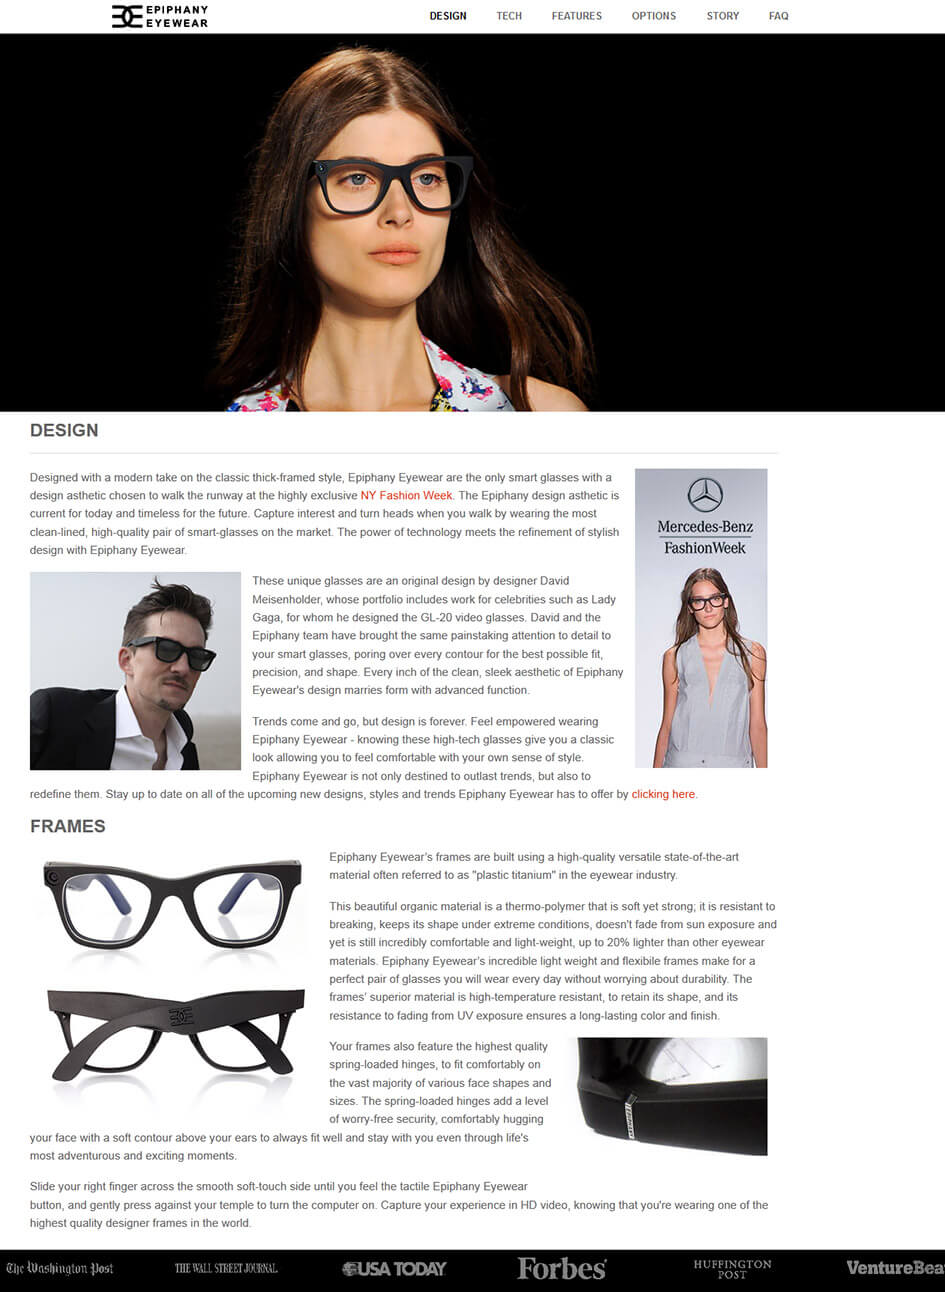 EPIPHANY
EYEWEAR
DESIGN TECH FEATURES OPTIONS STORY FAQ
DESIGN
Designed with a modern take on the classic thick-framed style, Epiphany Eyewear are the only smart glasses with a
design asthetic chosen to walk the runway at the highly exclusive NY Fashion Week. The Epiphany design asthetic is
current for today and timeless for the future. Capture interest and turn heads when you walk by wearing the most
clean-lined, high-quality pair of smart-glasses on the market. The power of technology meets the refinement of stylish
design with Epiphany Eyewear.
Mercedes-Benz
FashionWeek
These unique glasses are an original design by designer David
Meisenholder, whose portfolio includes work for celebrities such as Lady
Gaga, for whom he designed the GL-20 video glasses. David and the
Epiphany team have brought the same painstaking attention to detail to
your smart glasses, poring over every contour for the best possible fit,
precision, and shape. Every inch of the clean, sleek aesthetic of Epiphany
Eyewear's design marries form with advanced function.
Trends come and go, but design is forever. Feel empowered wearing
Epiphany Eyewear - knowing these high-tech glasses give you a classic
look allowing you to feel comfortable with your own sense of style.
Epiphany Eyewear is not only destined to outlast trends, but also to
redefine them. Stay up to date on all of the upcoming new designs, styles and trends Epiphany Eyewear has to offer by clicking here.
FRAMES
Epiphany Eyewear's frames are built using a high-quality versatile state-of-the-art
material often referred to as "plastic titanium" in the eyewear industry.
This beautiful organic material is a thermo-polymer that is soft yet strong; it is resistant to
breaking, keeps its shape under extreme conditions, doesn't fade from sun exposure and
yet is still incredibly comfortable and light-weight, up to 20% lighter than other eyewear
materials. Epiphany Eyewear's incredible light weight and flexibile frames make for a
perfect pair of glasses you will wear every day without worrying about durability. The
frames' superior material is high-temperature resistant, to retain its shape, and its
resistance to fading from UV exposure ensures a long-lasting color and finish.
Your frames also feature the highest quality
spring-loaded hinges, to fit comfortably on
the vast majority of various face shapes and
sizes. The spring-loaded hinges add a level
of worry-free security, comfortably hugging
your face with a soft contour above your ears to always fit well and stay with you even through life's
most adventurous and exciting moments.
Slide your right finger across the smooth soft-touch side until you feel the tactile Epiphany Eyewear
button, and gently press against your temple to turn the computer on. Capture your experience in HD video, knowing that you're wearing one of the
highest quality designer frames in the world.
The Washington Post THE WALL STREET JOURNAL USA TODAY Forbes HUFFINGTON
POST VentureBea